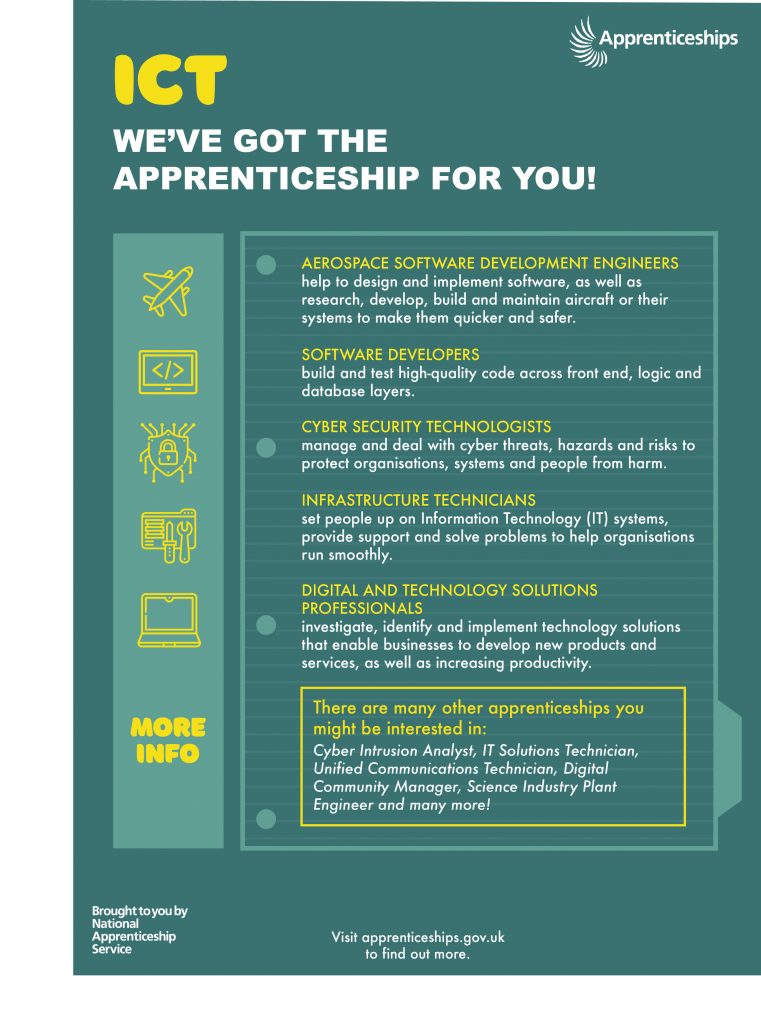 Apprenticeships
ICT
WE’VE GOT THE
APPRENTICESHIP FOR YOU!
AEROSPACE SOFTWARE DEVELOPMENT ENGINEERS
help to design and implement software, as well as
research, develop, build and maintain aircraft or their
systems to make them quicker and safer.
SOFTWARE DEVELOPERS
build and test high-quality code across front end, logic and
database layers.
CYBER SECURITY TECHNOLOGISTS
manage and deal with cyber threats, hazards and risks to
protect organisations, systems and people from harm.
INFRASTRUCTURE TECHNICIANS
set people up on Information Technology (IT) systems,
provide support and solve problems to help organisations
run smoothly.
DIGITAL AND TECHNOLOGY SOLUTIONS
PROFESSIONALS
investigate, identify and implement technology solutions
that enable businesses to develop new products and
services, as well as increasing productivity.
MORE
INFO
There are many other apprenticeships you
might be interested in:
Cyber Intrusion Analyst, IT Solutions Technician,
Unified Communications Technician, Digital
Community Manager, Science Industry Plant
Engineer and many more!
Brought to you by
National
Apprenticeship
Service
Visit apprenticeships.gov.uk
to find out more.